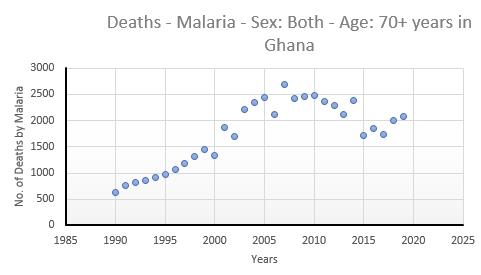 Deaths - Malaria - Sex: Both - Age: 70+ years in
Ghana
3000
2500
2000
1500
1000
500
0
No. of Deaths by Malaria
1985 1990 1995 2000 2005 2010 2015 2020 2025
Years